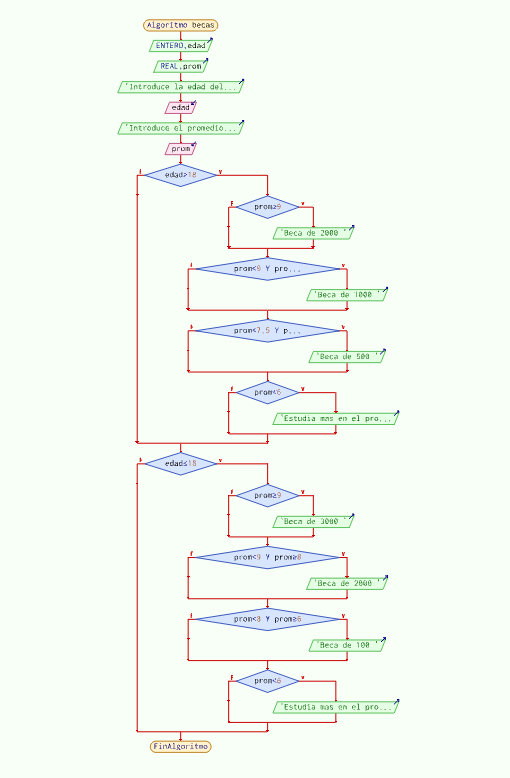 Algoritmo becas
ENTERO,edad
REAL,prom
'Introduce la edad del...
edad
'Introduce el promedio...
prom
edad>18
F
V
prom≥9
F
V
'Beca de 2000 '
prom<9 Y pro...
F
V
'Beca de 1000 '
prom<7.5 Y p...
F
V
'Beca de 500 '
prom<6
F
V
'Estudia mas en el pro...
edad≤18
F
V
prom≥9
F
V
'Beca de 3000 '
prom<9 Y prom≥8
F
V
'Beca de 2000 '
prom<8 Y prom≥6
F
V
'Beca de 100 '
prom<6
F
V
'Estudia mas en el pro...
FinAlgoritmo